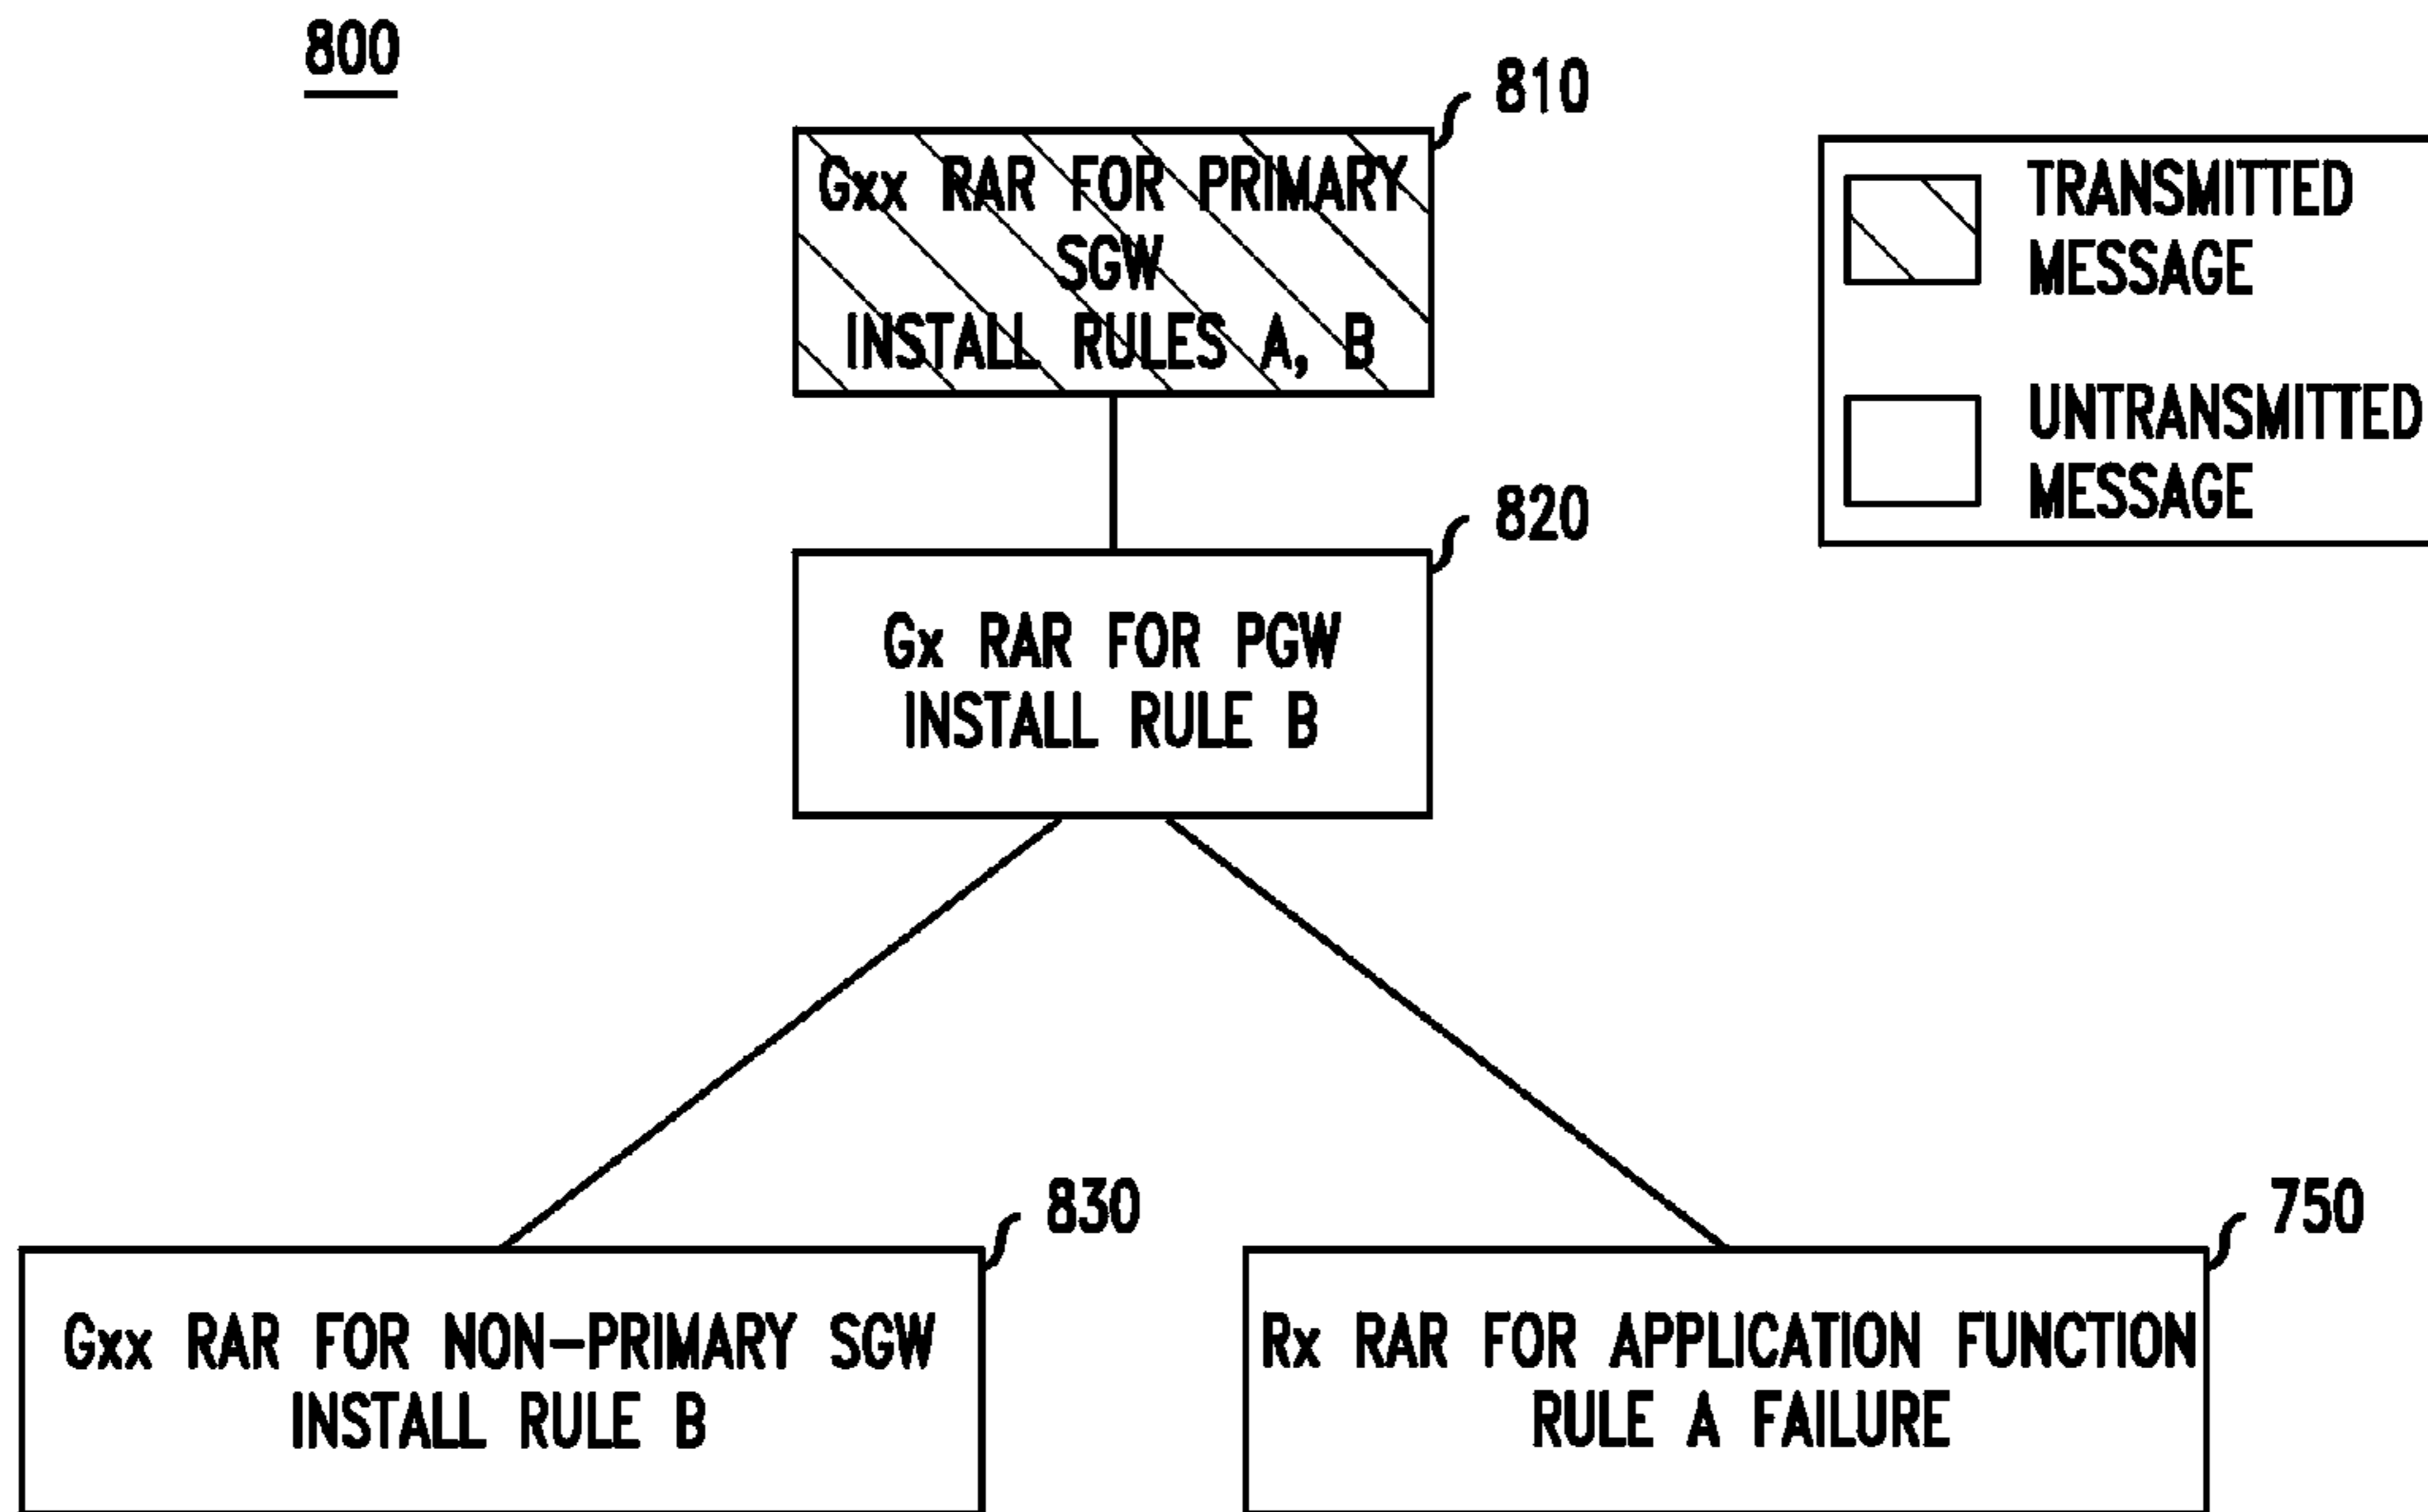 800
810
Gxx RAR FOR PRIMARY
SGW
INSTALL RULES A, B
TRANSMITTED
MESSAGE
UNTRANSMITTED
MESSAGE
820
Gx RAR FOR PGW
INSTALL RULE B
830
Gxx RAR FOR NON-PRIMARY SGW
INSTALL RULE B
750
Rx RAR FOR APPLICATION FUNCTION
RULE A FAILURE